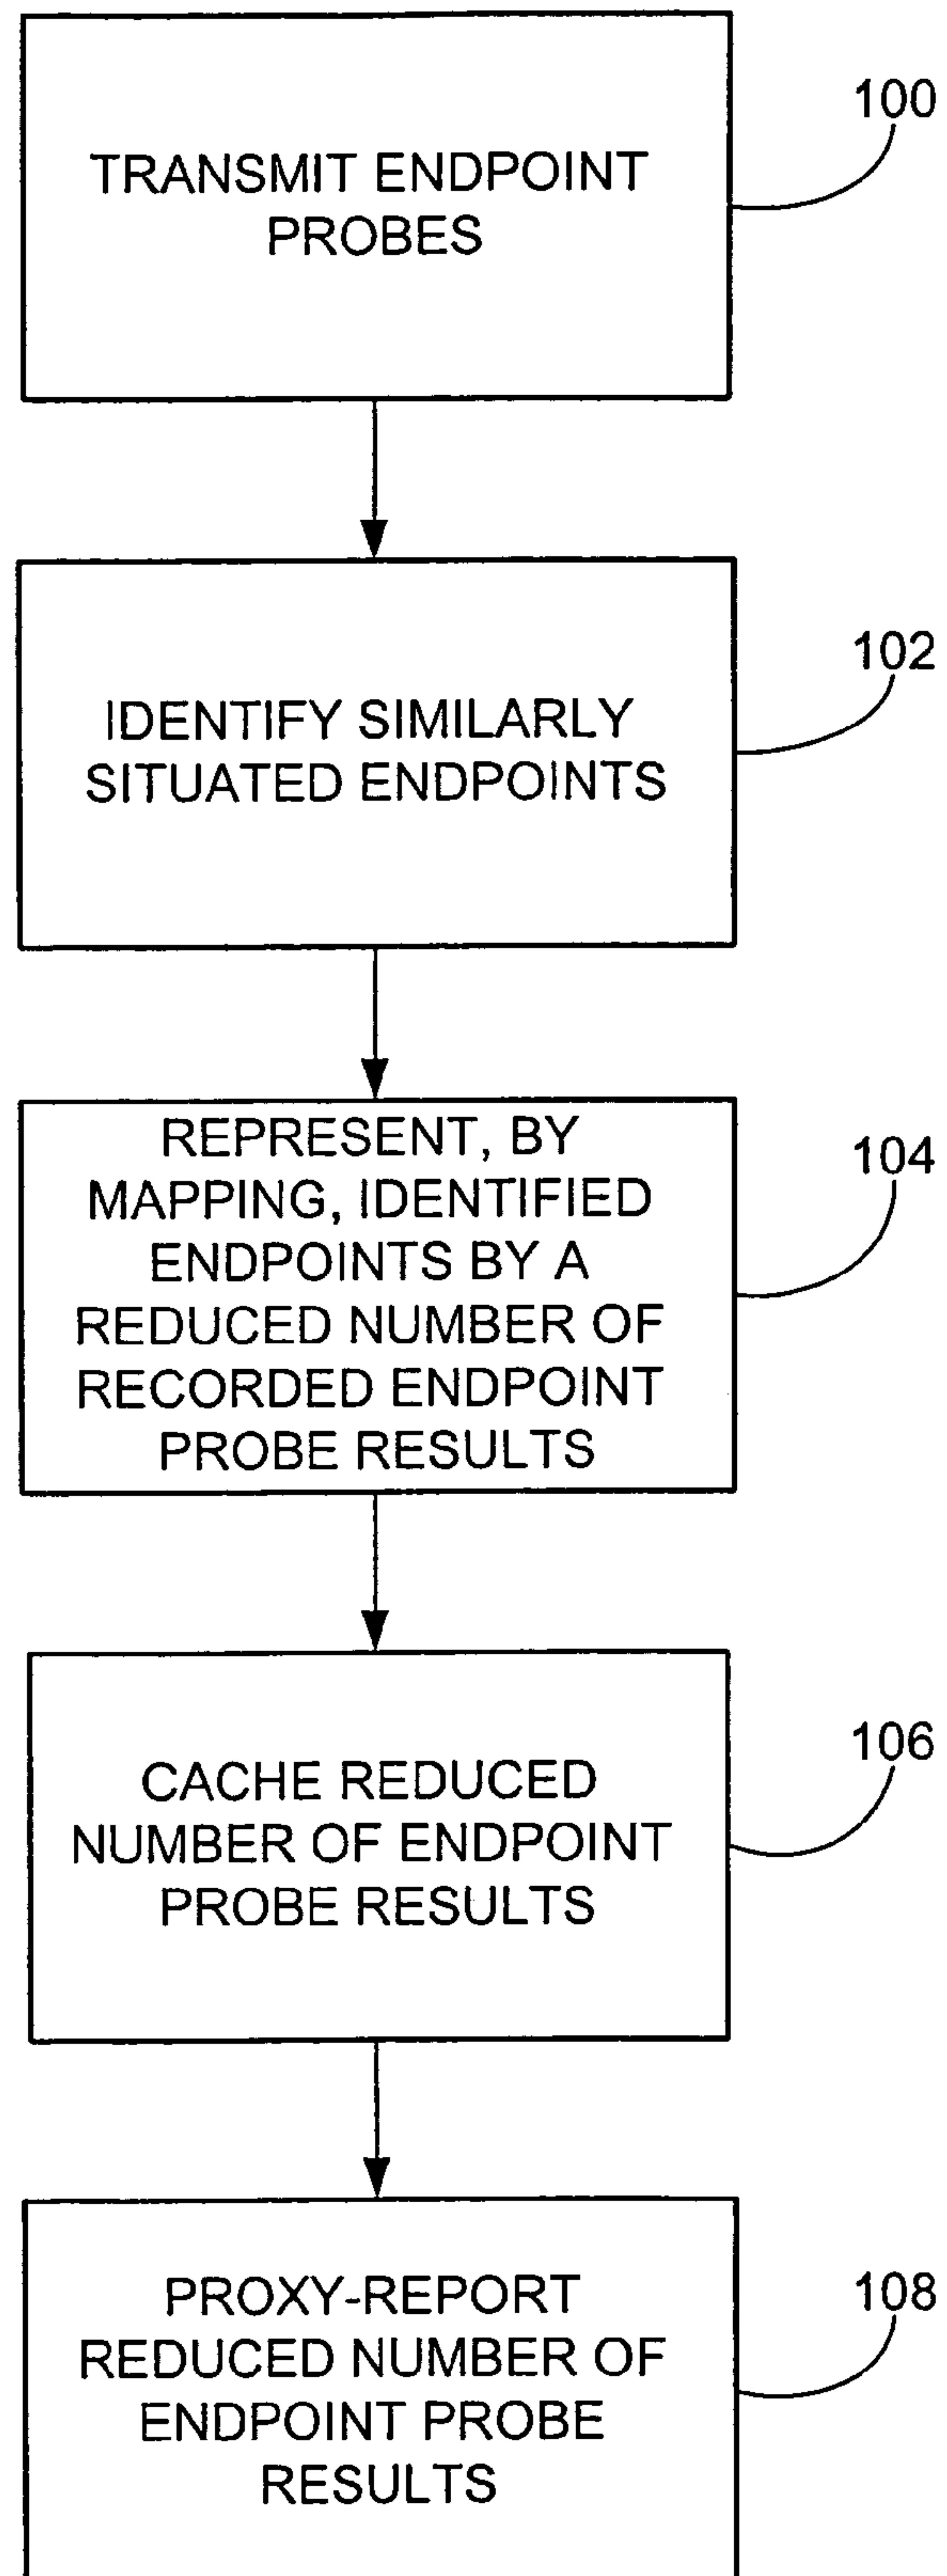 100
TRANSMIT ENDPOINT
PROBES
102
IDENTIFY SIMILARLY
SITUATED ENDPOINTS
104
REPRESENT, BY
MAPPING, IDENTIFIED
ENDPOINTS BY A
REDUCED NUMBER OF
RECORDED ENDPOINT
PROBE RESULTS
106
CACHE REDUCED
NUMBER OF ENDPOINT
PROBE RESULTS
108
PROXY-REPORT
REDUCED NUMBER OF
ENDPOINT PROBE
RESULTS